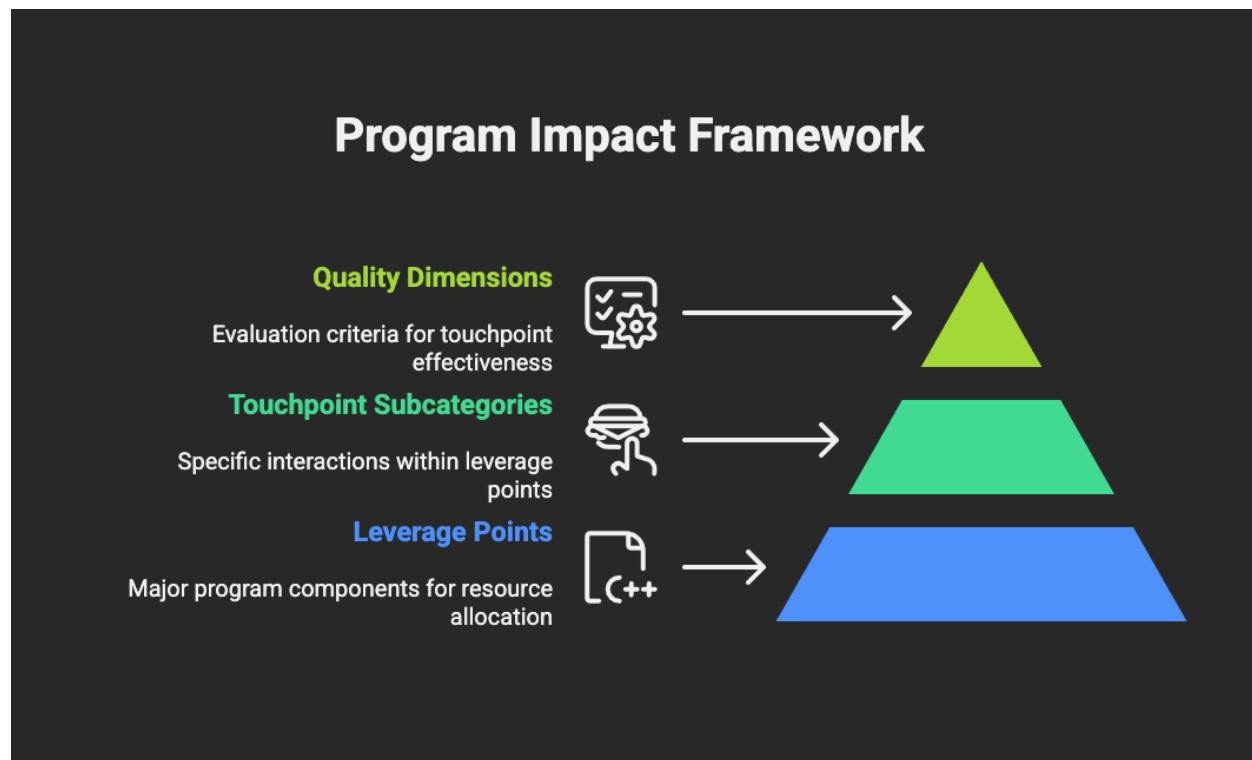 Program Impact Framework
Quality Dimensions
Evaluation criteria for touchpoint
effectiveness
Touchpoint Subcategories
Specific interactions within leverage
points
Leverage Points
Major program components for resource
allocation
C++